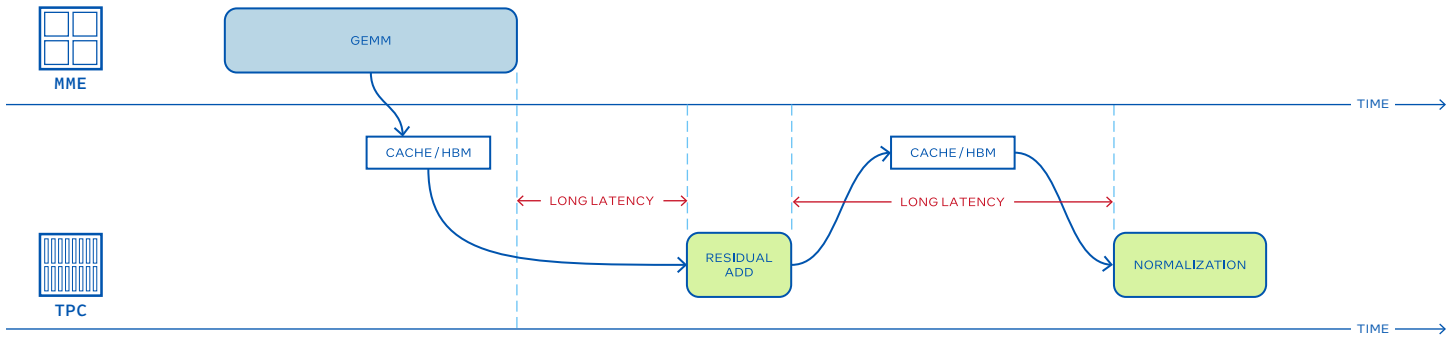 GEMM
MME
TIME
CACHE/HBM
CACHE/HBM
LONG LATENCY
LONG LATENCY
RESIDUAL
ADD
NORMALIZATION
TPC
TIME